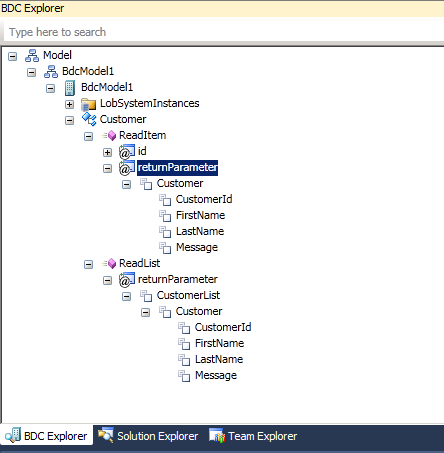 BDC Explorer
Type here to search
Model
BdcModel1
BdcModel1
LobSystemInstances
Customer
ReadItem
id
returnParameter
Customer
CustomerId
FirstName
LastName
Message
ReadList
returnParameter
CustomerList
Customer
CustomerId
FirstName
LastName
Message
BDC Explorer Solution Explorer Team Explorer